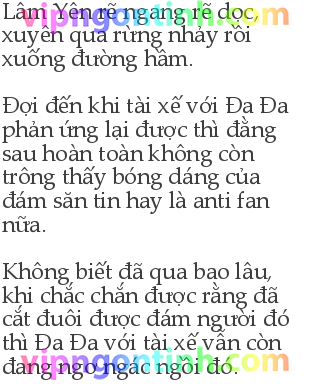 Lâm Yên rẽ ngang rẽ dọc,
xuyên qua rừng nhảy rồi
xuống đường hầm.
Đợi đến khi tài xế với Đa Đa
phản ứng lại được thì đằng
sau hoàn toàn không còn
trông thấy bóng dáng của
đám săn tin hay là anti fan
nữa.
Không biết đã qua bao lâu,
khi chắc chắn được rằng đã
cắt đuôi được đám người đó
thì Đa Đa với tài xế vẫn còn
đang ngơ ngác ngồi đó.
vipngontinh.com
vipngontinh.com